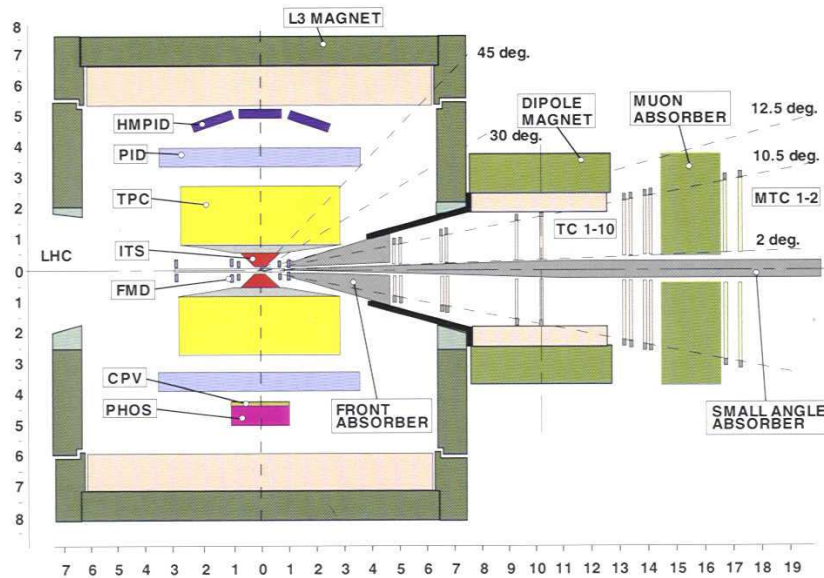 8
7
6
5
4
3
2
1
0
1
2
3
4
5
6
7
8
L3 MAGNET
45 deg.
HMPID
DIPOLE
MAGNET
MUON
ABSORBER
12.5 deg.
30 deg.
PID
10.5 deg.
TPC
MTC 1-2
TC 1-10
LHC
ITS
2 deg.
FMD
CPV
PHOS
FRONT
ABSORBER
SMALL ANGLE
ABSORBER
7 6 5 4 3 2 1 0 1 2 3 4 5 6 7 8 9 10 11 12 13 14 15 16 17 18 19